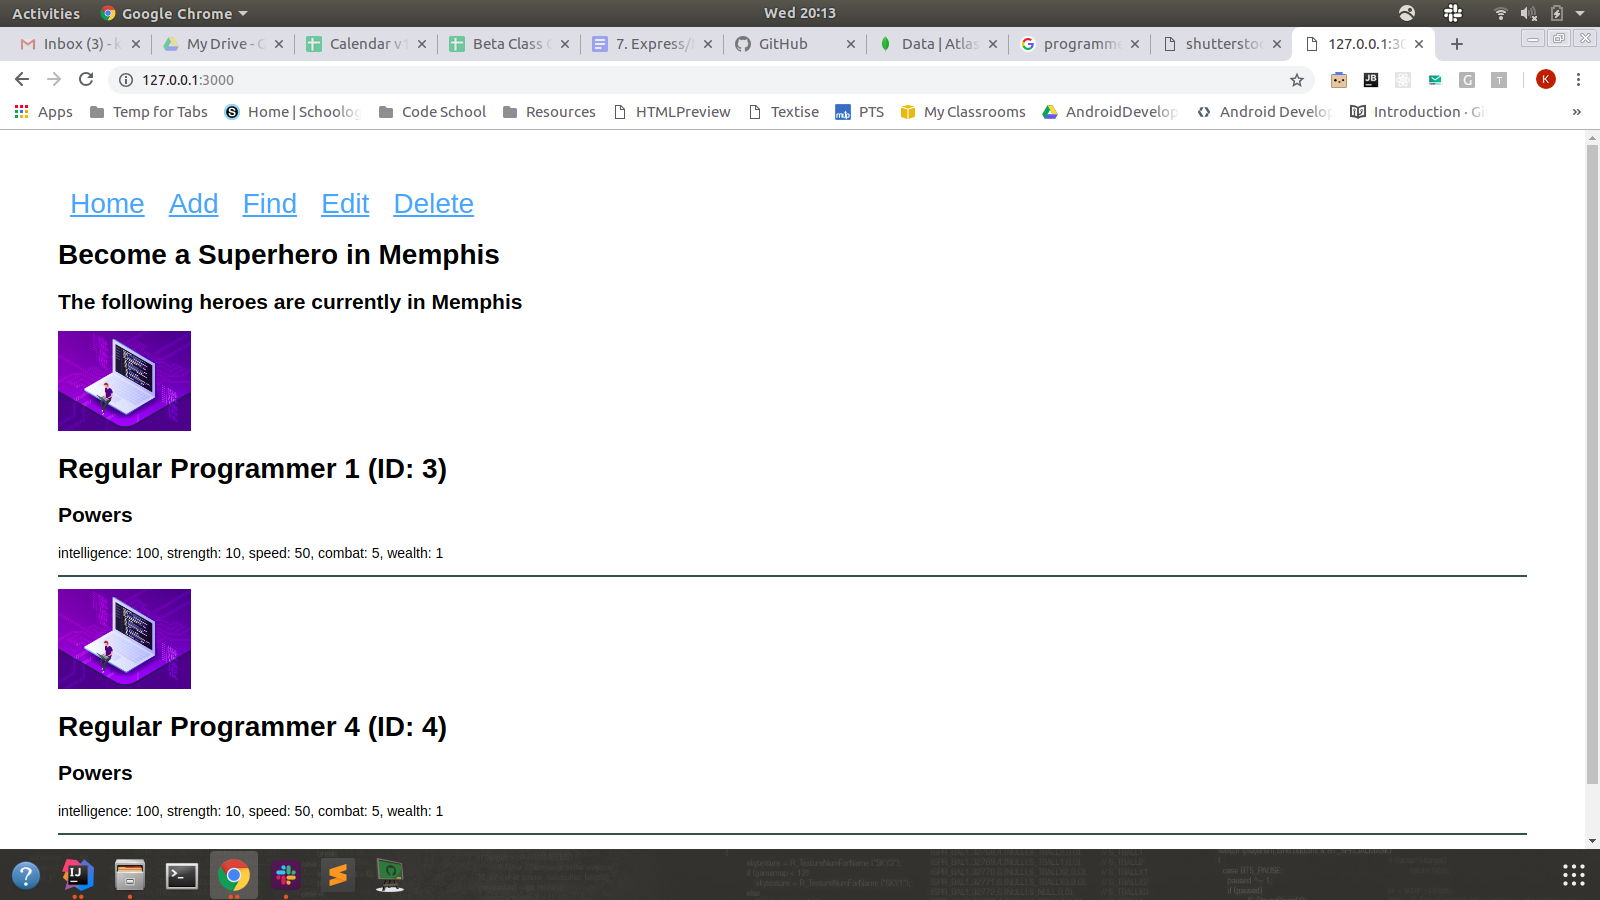 Activities Google Chrome Wed 20:13
Inbox (3) - k My Drive - C Calendar v1 Beta Class C 7. Express/ GitHub Data | Atlas programme shutterstoc 127.0.0.1:30
127.0.0.1:3000 K
Apps Temp for Tabs Home | Schoolog Code School Resources HTMLPreview Textise PTS My Classrooms AndroidDevelop Android Develop Introduction · Gi »
Home Add Find Edit Delete
Become a Superhero in Memphis
The following heroes are currently in Memphis
Regular Programmer 1 (ID: 3)
Powers
intelligence: 100, strength: 10, speed: 50, combat: 5, wealth: 1
Regular Programmer 4 (ID: 4)
Powers
intelligence: 100, strength: 10, speed: 50, combat: 5, wealth: 1